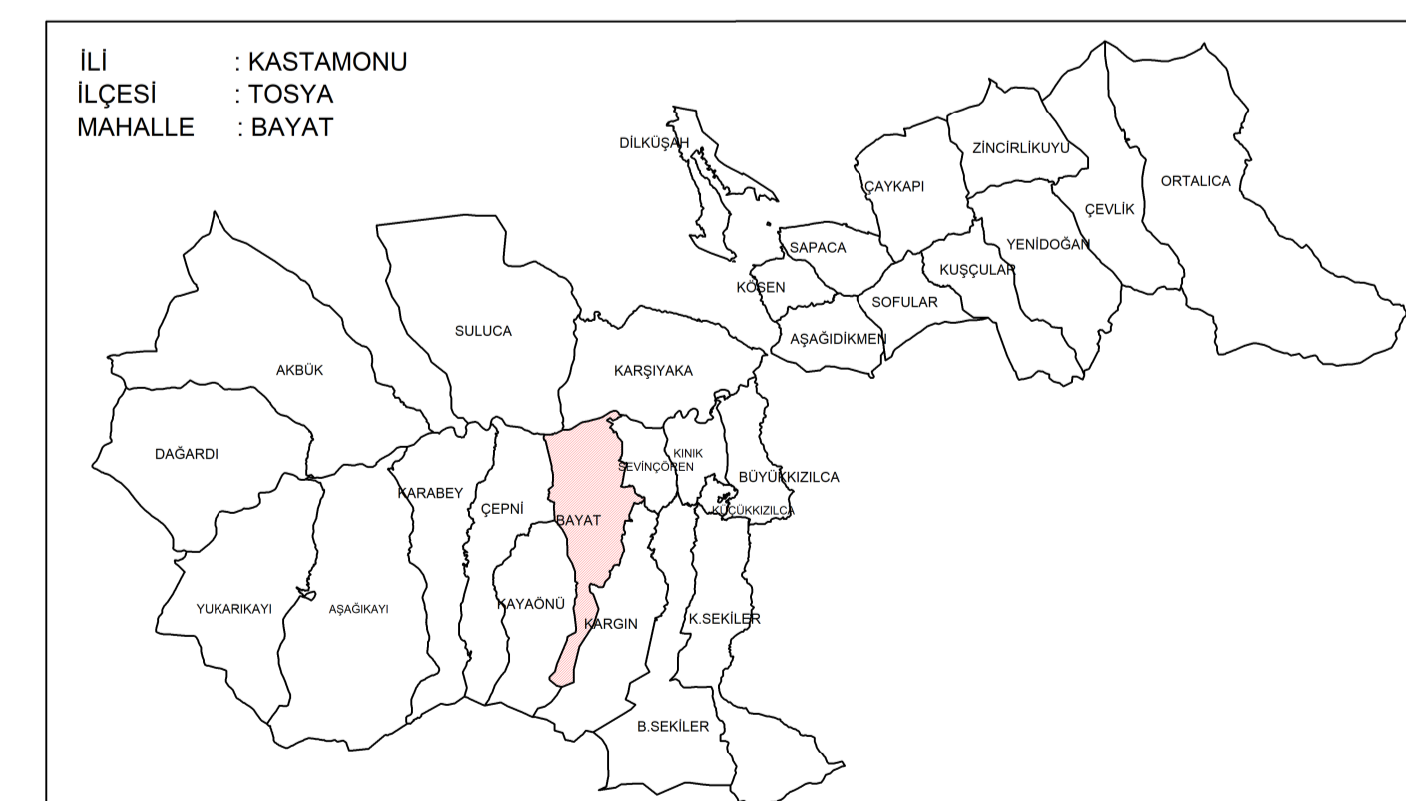 İLİ : KASTAMONU
İLÇESİ : TOSYA
MAHALLE : BAYAT
DİLKÜŞAH
ZİNCİRLİKUYU
ÇAYKAPI
ORTALICA
ÇEVLİK
YENİDOĞAN
SAPACA
KUŞÇULAR
KÖSEN
SOFULAR
SULUCA
AŞAĞIDİKMEN
AKBÜK
KARŞIYAKA
DAĞARDI
KINIK
SEVİNÇÖREN
BÜYÜKKIZILCA
KARABEY
ÇEPNİ
KÜÇÜKKIZILCA
BAYAT
YUKARIKAYI
AŞAĞIKAYI
KAYAÖNÜ
KARGIN
K.SEKİLER
B.SEKİLER